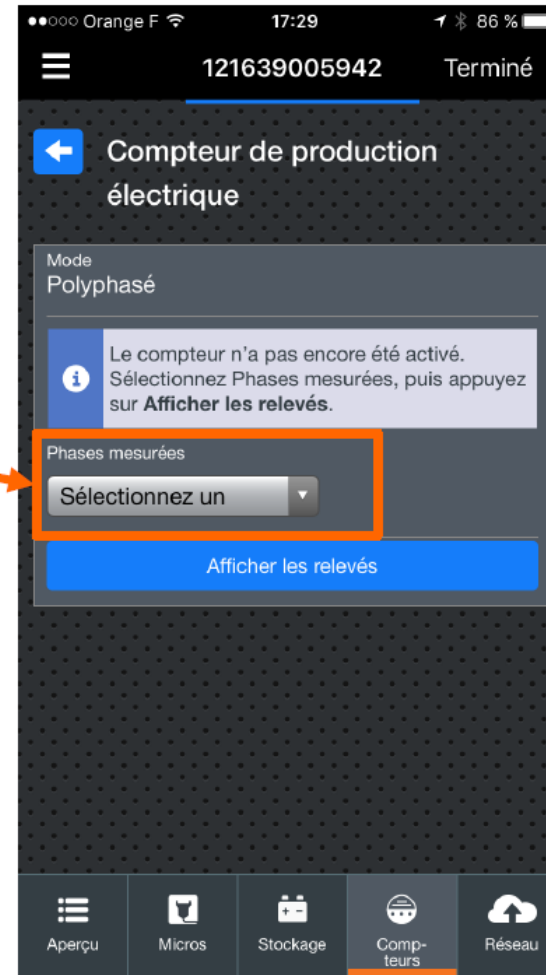 Orange F 17:29 86 %
121639005942 Terminé
Compteur de production
électrique
Mode
Polyphasé
Le compteur n'a pas encore été activé.
Sélectionnez Phases mesurées, puis appuyez
sur Afficher les relevés.
Phases mesurées
Sélectionnez un
Afficher les relevés
Aperçu Micros Stockage Comp-
teurs Réseau